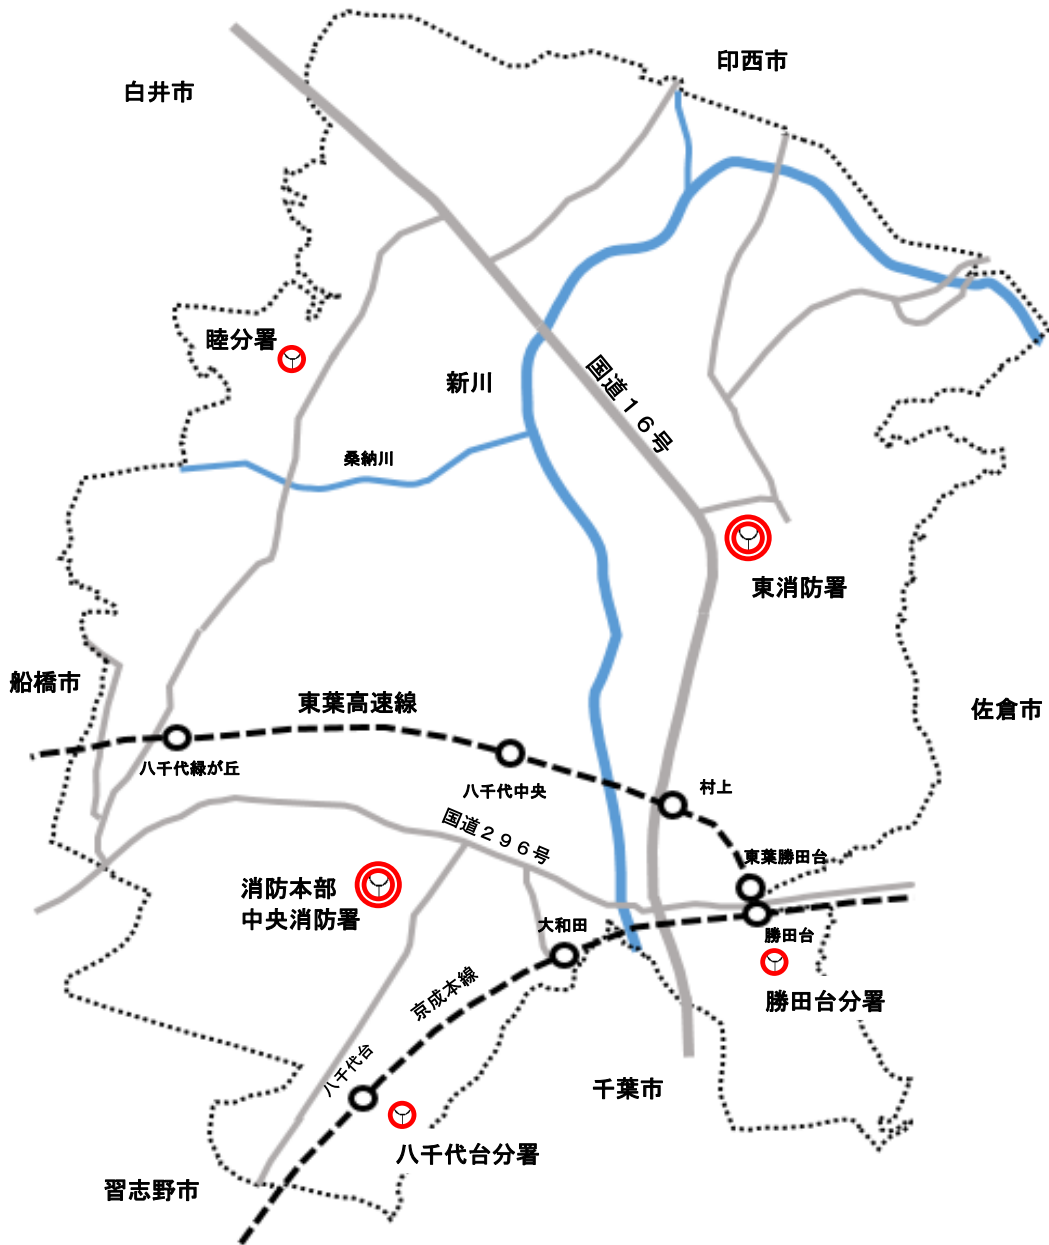 印西市
白井市
睦分署
新川
国道１６号
桑納川
東消防署
船橋市
東葉高速線
佐倉市
八千代緑が丘
八千代中央
村上
国道２９６号
東葉勝田台
消防本部
中央消防署
大和田
勝田台
京成本線
勝田台分署
八千代台
千葉市
八千代台分署
習志野市